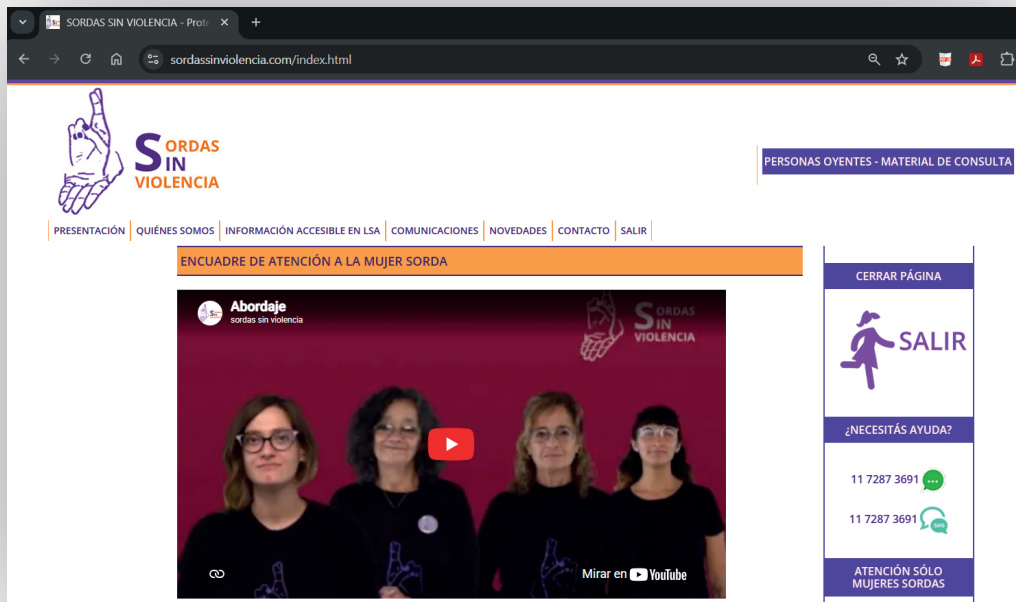 SORDAS SIN VIOLENCIA - Prote
sordassinviolencia.com/index.html
SORDAS
SIN
VIOLENCIA
PERSONAS OYENTES - MATERIAL DE CONSULTA
PRESENTACIÓN QUIÉNES SOMOS INFORMACIÓN ACCESIBLE EN LSA COMUNICACIONES NOVEDADES CONTACTO SALIR
ENCUADRE DE ATENCIÓN A LA MUJER SORDA
Abordaje
sordas sin violencia
SORDAS
SIN
VIOLENCIA
Mirar en YouTube
CERRAR PÁGINA
SALIR
¿NECESITÁS AYUDA?
11 7287 3691
11 7287 3691
SMS
ATENCIÓN SÓLO
MUJERES SORDAS